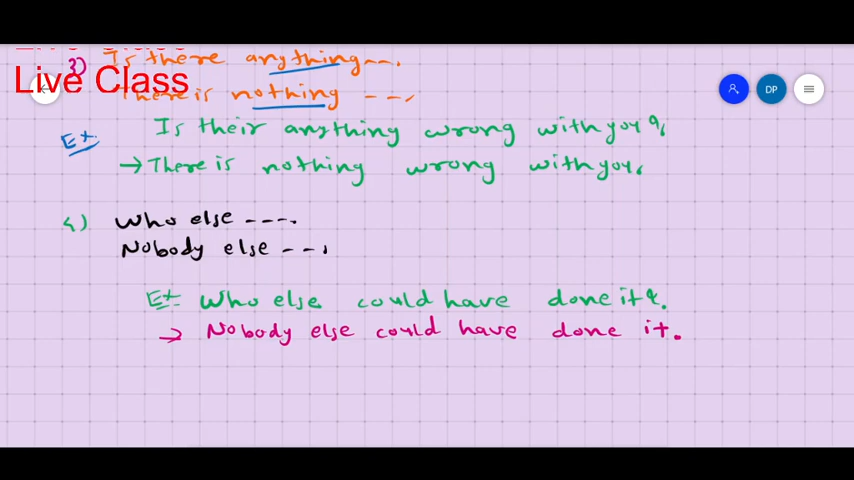 Live Class
3) Is there anything---.
Live Class
There is nothing ---,
DP
Ex. Is their anything wrong with you?
→ There is nothing wrong with you.
4) Who else ----.
Nobody else ---,
Ex: Who else could have done it?.
→ Nobody else could have done it.